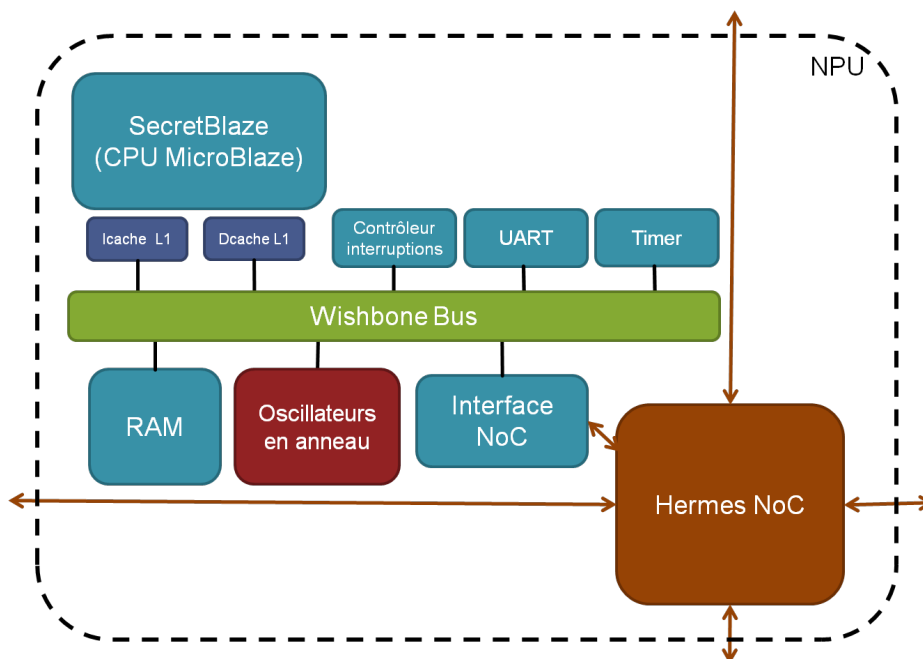 NPU
SecretBlaze
(CPU MicroBlaze)
Icache L1
Dcache L1
Contrôleur
interruptions
UART
Timer
Wishbone Bus
RAM
Oscillateurs
en anneau
Interface
NoC
Hermes NoC